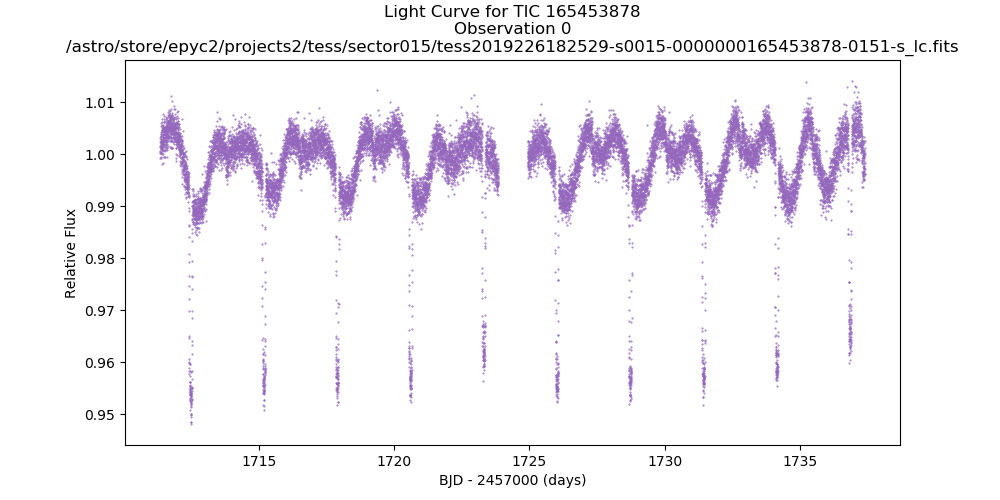 Light Curve for TIC 165453878
Observation 0
/astro/store/epyc2/projects2/tess/sector015/tess2019226182529-s0015-0000000165453878-0151-s_lc.fits
1.01
1.00
0.99
0.98
0.97
0.96
0.95
Relative Flux
1715
1720
1725
1730
1735
BJD - 2457000 (days)